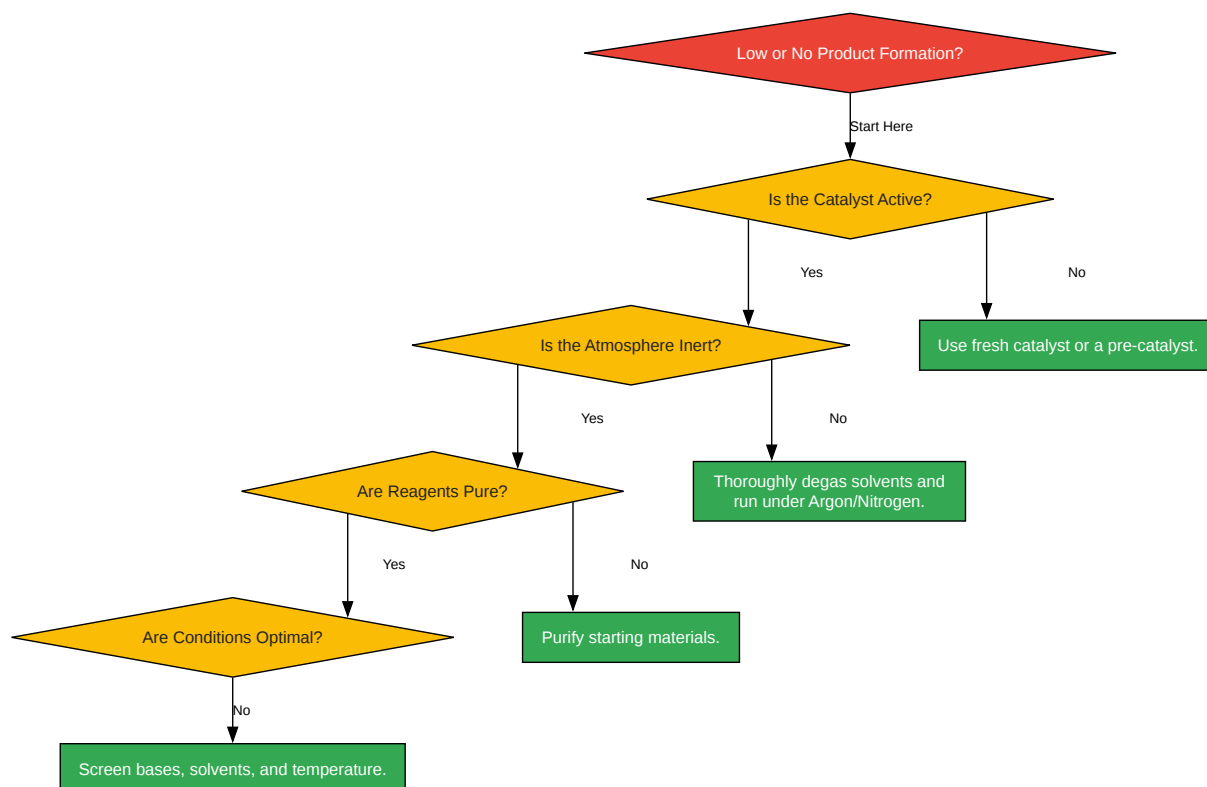 Low or No Product Formation?
Start Here
Is the Catalyst Active?
Yes
No
Is the Atmosphere Inert?
Use fresh catalyst or a pre-catalyst.
Yes
No
Are Reagents Pure?
Thoroughly degas solvents and
run under Argon/Nitrogen.
Yes
No
Are Conditions Optimal?
Purify starting materials.
No
Screen bases, solvents, and temperature.